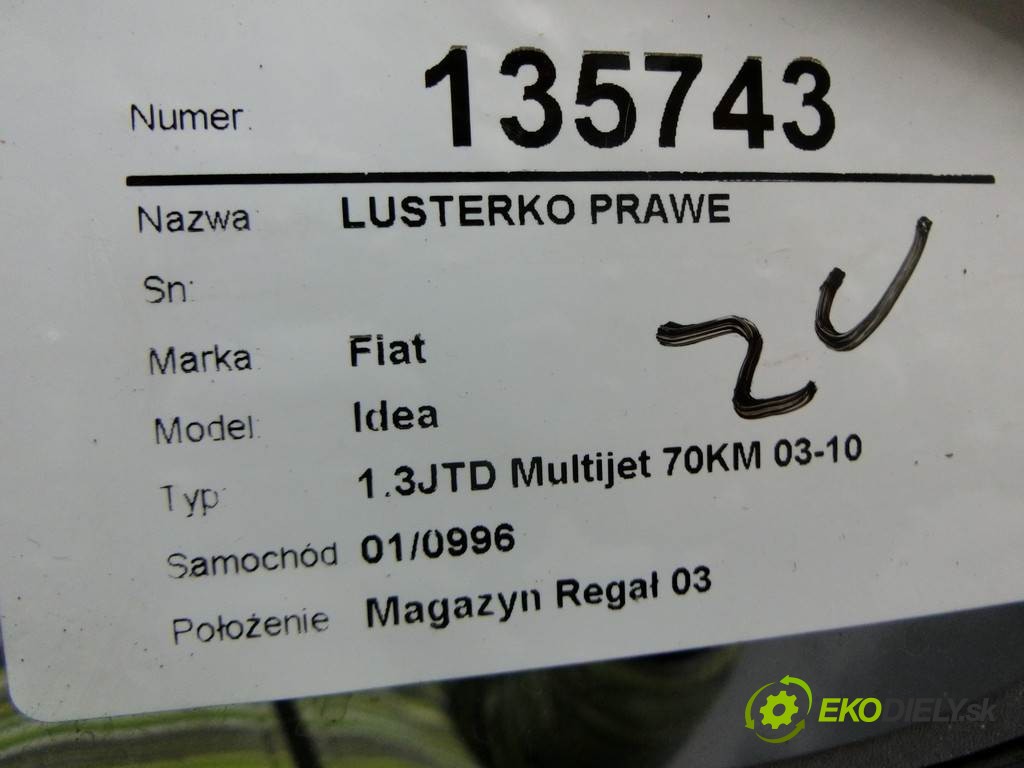 Numer: 135743
Nazwa LUSTERKO PRAWE
Sn:
Marka Fiat
Model: Idea
Typ: 1.3JTD Multijet 70KM 03-10
Samochód 01/0996
Położenie Magazyn Regał 03
EKODIELY.sk